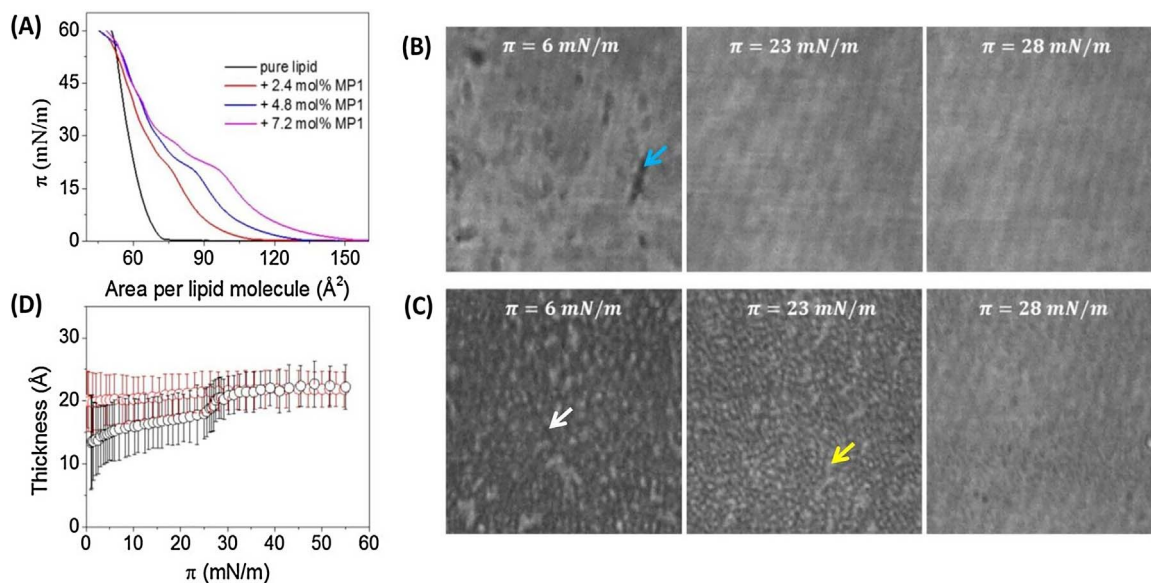 (A)
60
45
30
15
0
π (mN/m)
pure lipid
+ 2.4 mol% MP1
+ 4.8 mol% MP1
+ 7.2 mol% MP1
60 90 120 150
Area per lipid molecule (Å²)
(B)
π = 6 mN/m
π = 23 mN/m
π = 28 mN/m
(D)
30
20
10
0
Thickness (Å)
0 10 20 30 40 50 60
π (mN/m)
(C)
π = 6 mN/m
π = 23 mN/m
π = 28 mN/m